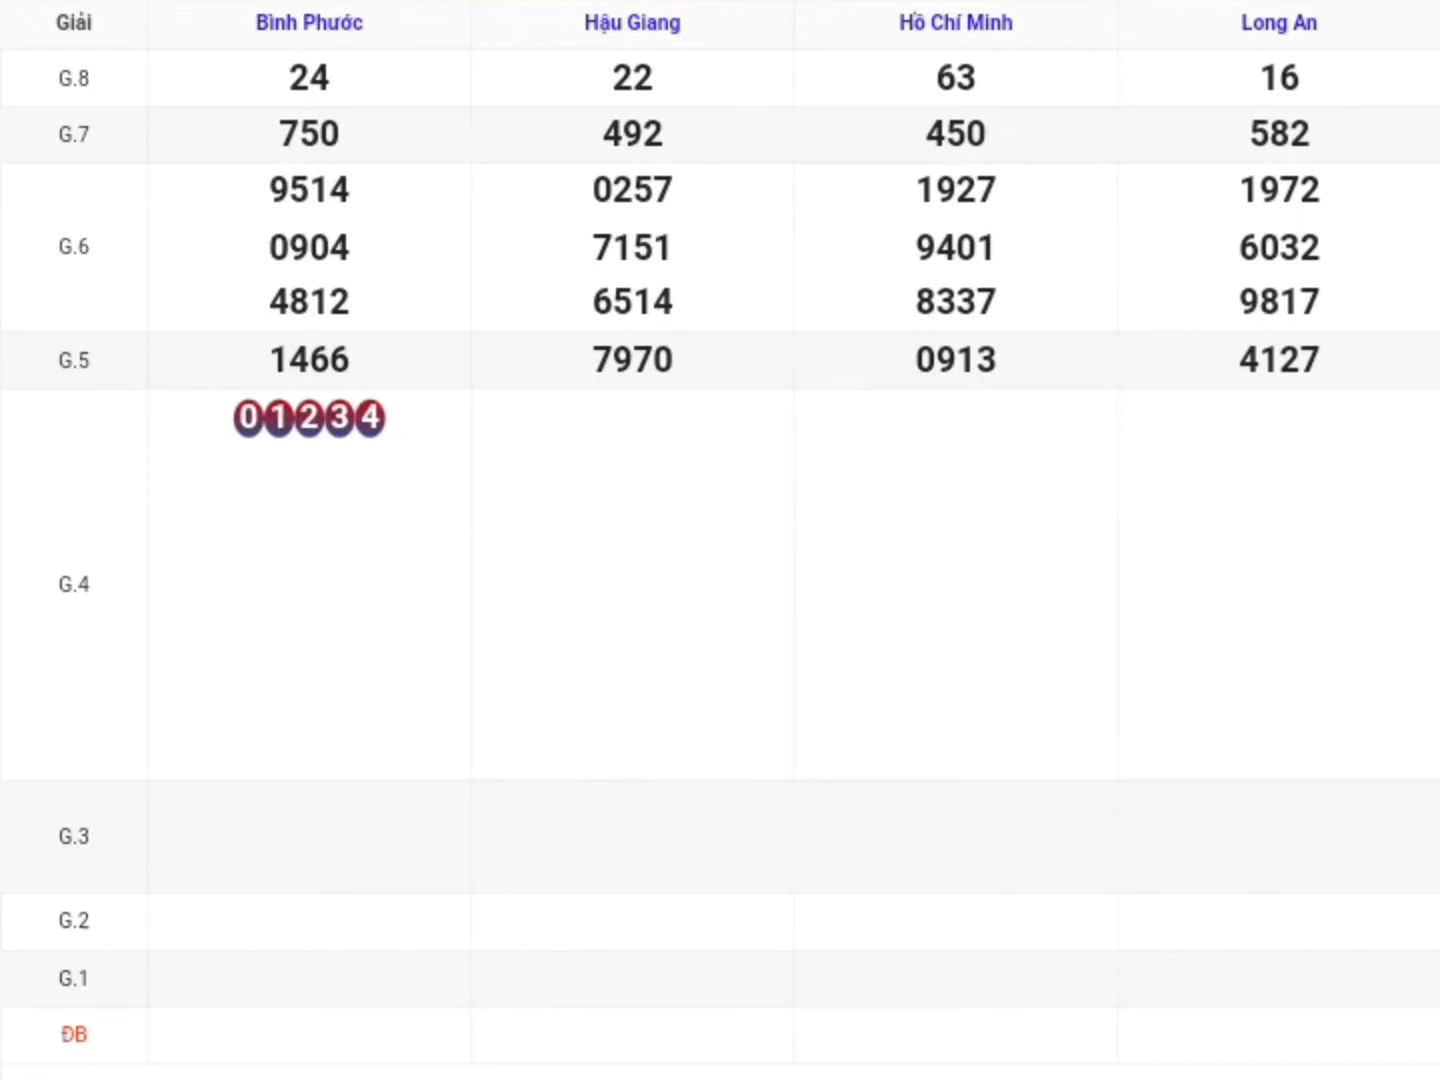 Giải Bình Phước Hậu Giang Hồ Chí Minh Long An
G.8 24 22 63 16
G.7 750 492 450 582
9514 0257 1927 1972
G.6 0904 7151 9401 6032
4812 6514 8337 9817
G.5 1466 7970 0913 4127
01234
G.4
G.3
G.2
G.1
ĐB